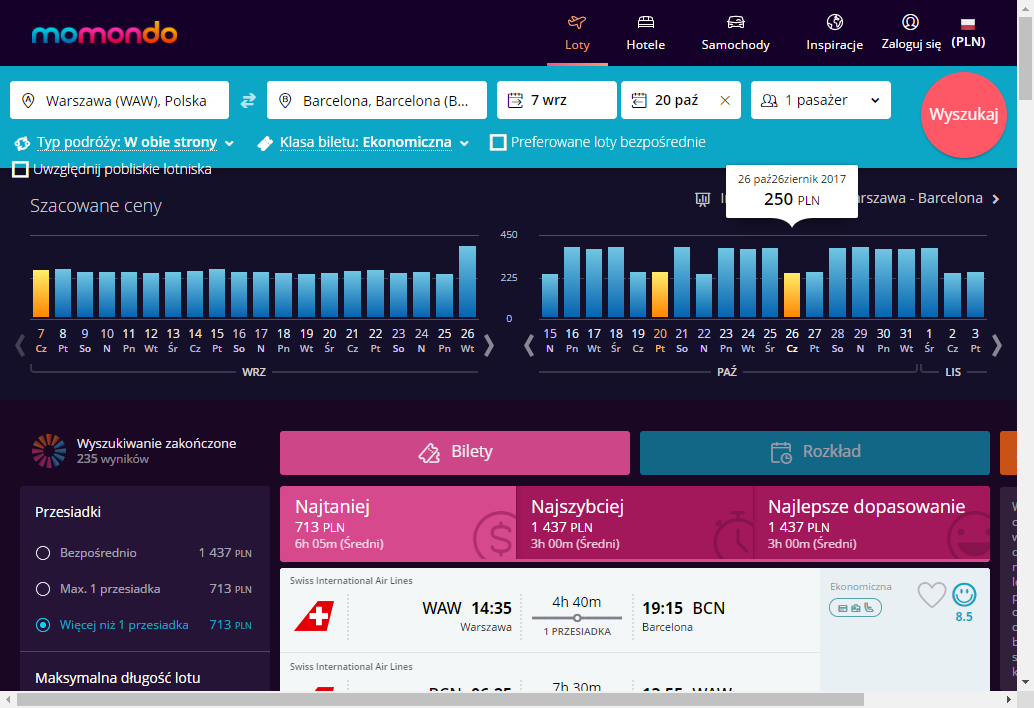 momondo
Loty
Hotele
Samochody
Inspiracje
Zaloguj się
(PLN)
Warszawa (WAW), Polska
Barcelona, Barcelona (B...
7 wrz
20 paź
1 pasażer
Wyszukaj
Typ podróży: W obie strony
Klasa biletu: Ekonomiczna
Preferowane loty bezpośrednie
Uwzględnij pobliskie lotniska
Szacowane ceny
26 paź26ziernik 2017
250 PLN
- Barcelona
450
225
0
7 8 9 10 11 12 13 14 15 16 17 18 19 20 21 22 23 24 25 26
Cz Pt So N Pn Wt Śr Cz Pt So N Pn Wt Śr Cz Pt So N Pn Wt
WRZ
15 16 17 18 19 20 21 22 23 24 25 26 27 28 29 30 31 1 2 3
N Pn Wt Śr Cz Pt So N Pn Wt Śr Cz Pt So N Pn Wt Śr Cz Pt
PAŹ
LIS
Wyszukiwanie zakończone
235 wyników
Bilety
Rozkład
Przesiadki
Bezpośrednio 1 437 PLN
Max. 1 przesiadka 713 PLN
Więcej niż 1 przesiadka 713 PLN
Maksymalna długość lotu
Najtaniej
713 PLN
6h 05m (Średni)
Najszybciej
1 437 PLN
3h 00m (Średni)
Najlepsze dopasowanie
1 437 PLN
3h 00m (Średni)
Swiss International Air Lines
WAW 14:35
Warszawa
4h 40m
1 PRZESIADKA
19:15 BCN
Barcelona
Ekonomiczna
8.5
Swiss International Air Lines
7h 30m